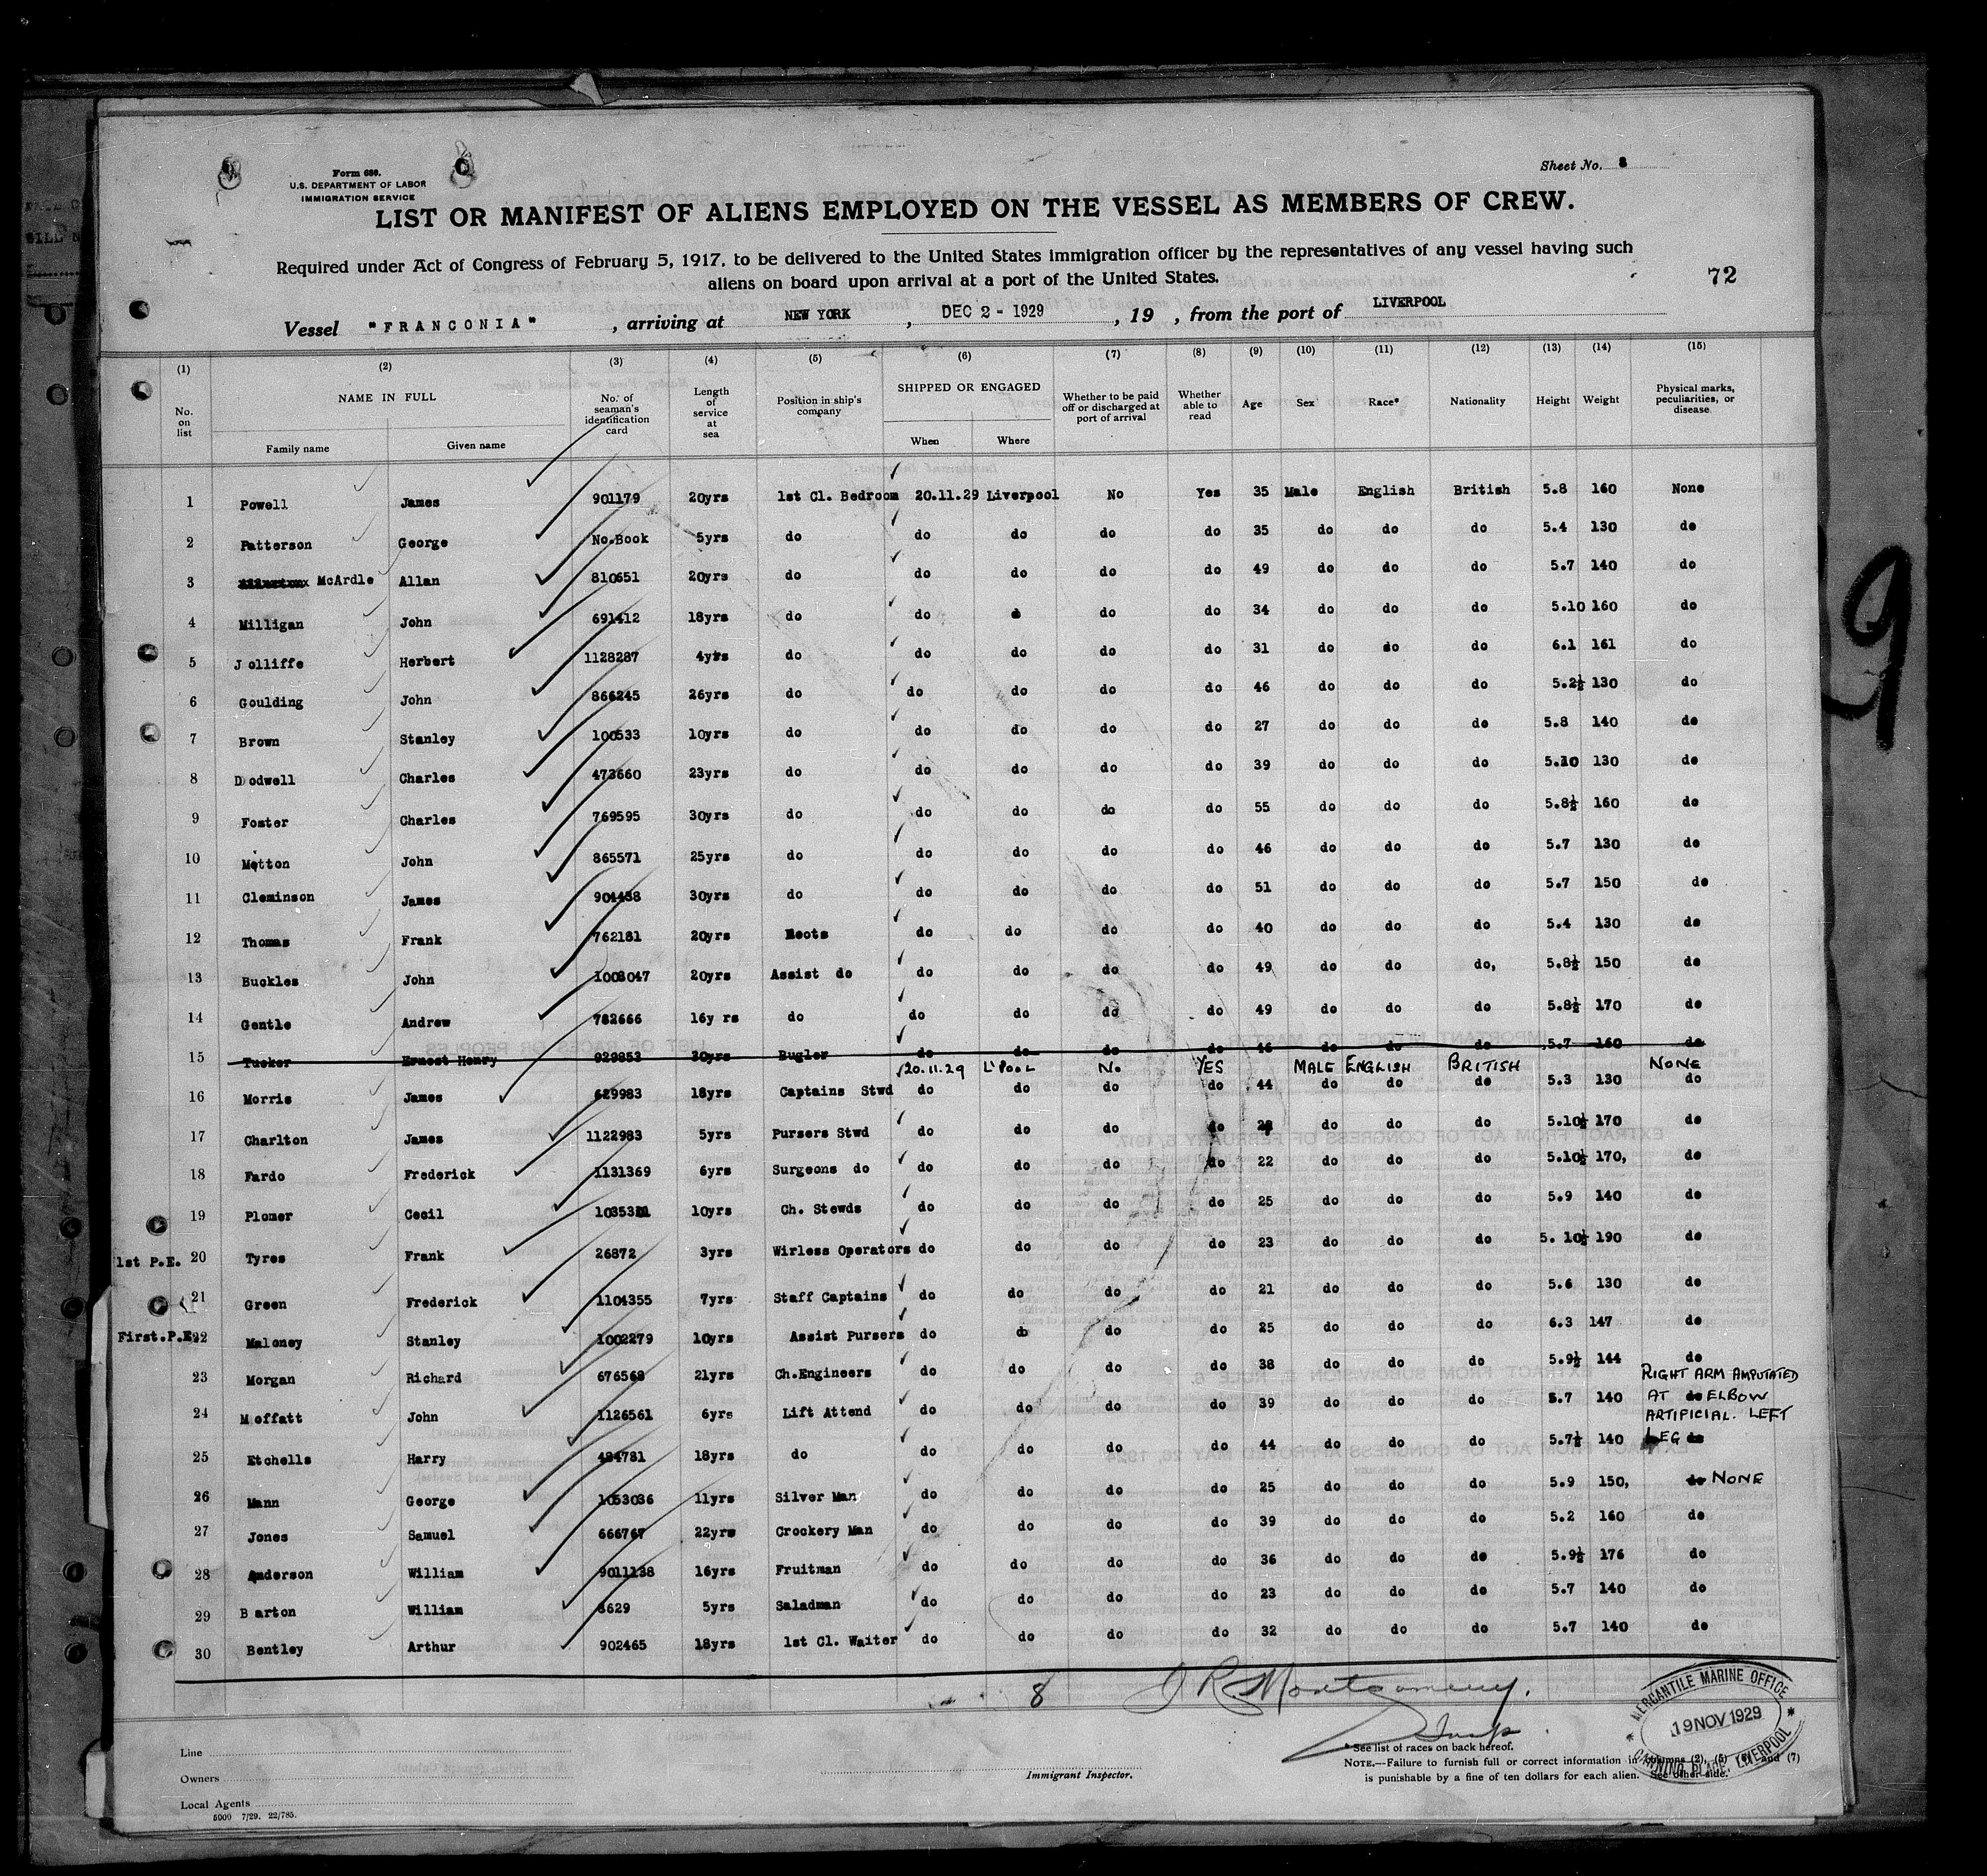 Form 680.
U.S. DEPARTMENT OF LABOR
IMMIGRATION SERVICE
Sheet No. 8
LIST OR MANIFEST OF ALIENS EMPLOYED ON THE VESSEL AS MEMBERS OF CREW.
Required under Act of Congress of February 5, 1917, to be delivered to the United States immigration officer by the representatives of any vessel having such
aliens on board upon arrival at a port of the United States.
72
Vessel "FRANCONIA", arriving at NEW YORK, DEC 2 - 1929, 19 , from the port of LIVERPOOL
(1) (2) (3) (4) (5) (6) (7) (8) (9) (10) (11) (12) (13) (14) (15)
No. on list NAME IN FULL Family name Given name No. of seaman's identification card Length of service at sea Position in ship's company SHIPPED OR ENGAGED When Where Whether to be paid off or discharged at port of arrival Whether able to read Age Sex Race* Nationality Height Weight Physical marks, peculiarities, or disease
1 Powell James 901179 20yrs 1st Cl. Bedroom 20.11.29 Liverpool No Yes 35 Male English British 5.8 160 None
2 Patterson George No.Book 5yrs do do do do do 35 do do do 5.4 130 do
3 McArdle Allan 810651 20yrs do do do do do 49 do do do 5.7 140 do
4 Milligan John 691412 18yrs do do do do 34 do do do 5.10 160 do
5 Jolliffe Herbert 1128287 4yrs do do do do do 31 do do do 6.1 161 do
6 Goulding John 866245 26yrs do do do do do 46 do do do 5.2½ 130 do
7 Brown Stanley 100533 10yrs do do do do do 27 do do do 5.8 140 do
8 Dodwell Charles 473660 23yrs do do do do do 39 do do do 5.10 130 do
9 Foster Charles 769595 30yrs do do do do do 55 do do do 5.8½ 160 do
10 Motton John 865571 25yrs do do do do do 46 do do do 5.7 130 do
11 Cleminson James 904438 30yrs do do do do do 51 do do do 5.7 150 do
12 Thomas Frank 762181 20yrs Boots do do do do 40 do do do 5.4 130 do
13 Buckles John 1003047 20yrs Assist do do do do do 49 do do do, 5.8½ 150 do
14 Gentle Andrew 782666 16y rs do do do do do 49 do do do 5.8½ 170 do
15 Tucker Ernest Henry 929853 30yrs Bugler do do do do 46 do do do 5.7 160 do
20.11.29 L'POOL No YES MALE ENGLISH BRITISH NONE
16 Morris James 629983 18yrs Captains Stwd do do do do 44 do do do 5.3 130 do
17 Charlton James 1122983 5yrs Pursers Stwd do do do do do do do 5.10½ 170 do
18 Fardo Frederick 1131369 6yrs Surgeons do do do do do 22 do do do 5.10½ 170, do
19 Plomer Cecil 10yrs Ch. Stewds do do do do 25 do do do 5.9 140 do
1st P.E. 20 Tyres Frank 26872 3yrs Wirless Operators do do do do 23 do do do 5. 10½ 190 do
21 Green Frederick 1104355 7yrs Staff Captains do do do do 21 do do do 5.6 130 do
First.P.E. 22 Maloney Stanley 1002279 10yrs Assist Pursers do do do do 25 do do do 6.3 147 do
23 Morgan Richard 676568 21yrs Ch.Engineers do do do do 38 do do do 5.9½ 144 do
RIGHT ARM AMPUTATED
24 Moffatt John 1126561 6yrs Lift Attend do do do do 39 do do do 5.7 140 AT do ELBOW
ARTIFICIAL. LEFT
25 Etchells Harry 484781 18yrs do do do do do 44 do do do 5.7½ 140 LEG do
26 Mann George 1053036 11yrs Silver Man do do do do 25 do do do 5.9 150, do NONE
27 Jones Samuel 666767 22yrs Crockery Man do do do do 39 do do do 5.2 160 do
28 Anderson William 9011138 16yrs Fruitman do do do do 36 do do do 5.9½ 176 do
29 Barton William 8629 5yrs Saladman do do do do 23 do do do 5.7 140 do
30 Bentley Arthur 902465 18yrs 1st Cl. Waiter do do do do 32 do do do 5.7 140 do
9
8 J R. Montgomery.
MERCANTILE MARINE OFFICE
19 NOV 1929
CANNING PLACE, LIVERPOOL
Line
Owners
Local Agents
5000 7/29. 22/785.
Immigrant Inspector.
* See list of races on back hereof.
NOTE.—Failure to furnish full or correct information in columns (2), (5) (6) and (7)
is punishable by a fine of ten dollars for each alien. See other side.